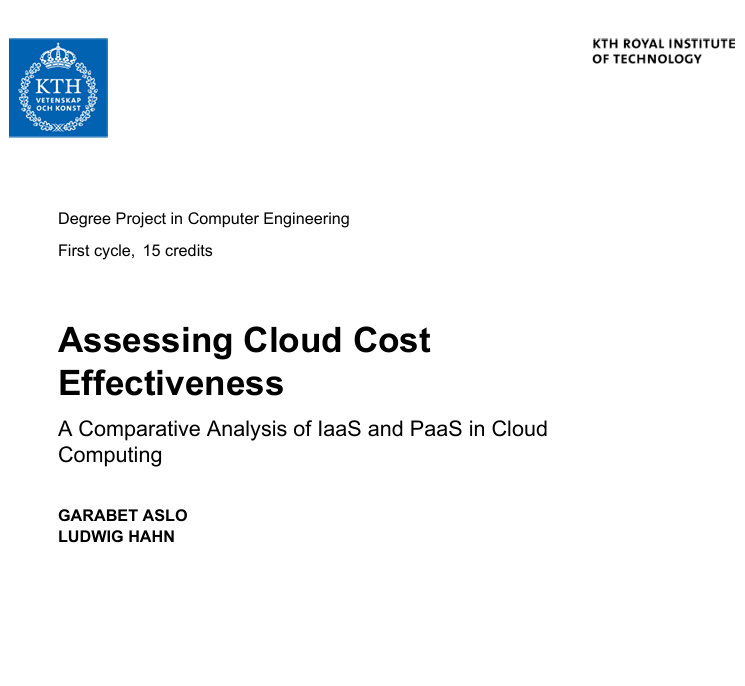 KTH
VETENSKAP
OCH KONST
KTH ROYAL INSTITUTE
OF TECHNOLOGY
Degree Project in Computer Engineering
First cycle, 15 credits
Assessing Cloud Cost
Effectiveness
A Comparative Analysis of IaaS and PaaS in Cloud
Computing
GARABET ASLO
LUDWIG HAHN